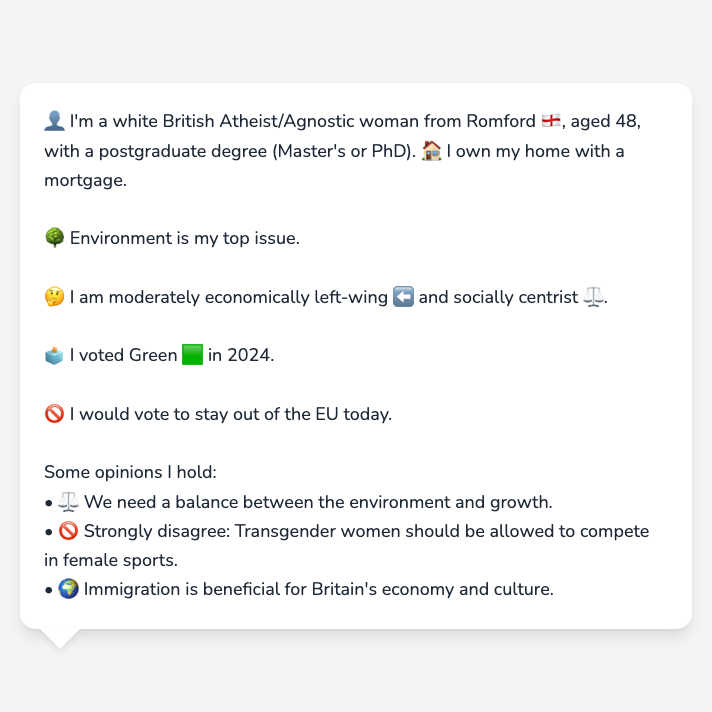 👤 I'm a white British Atheist/Agnostic woman from Romford 🏴󠁧󠁢󠁥󠁮󠁧󠁿, aged 48,
with a postgraduate degree (Master's or PhD). 🏠 I own my home with a
mortgage.
🌳 Environment is my top issue.
🤔 I am moderately economically left-wing ⬅️ and socially centrist ⚖️.
🗳️ I voted Green 🟩 in 2024.
🚫 I would vote to stay out of the EU today.
Some opinions I hold:
• ⚖️ We need a balance between the environment and growth.
• 🚫 Strongly disagree: Transgender women should be allowed to compete
in female sports.
• 🌍 Immigration is beneficial for Britain's economy and culture.